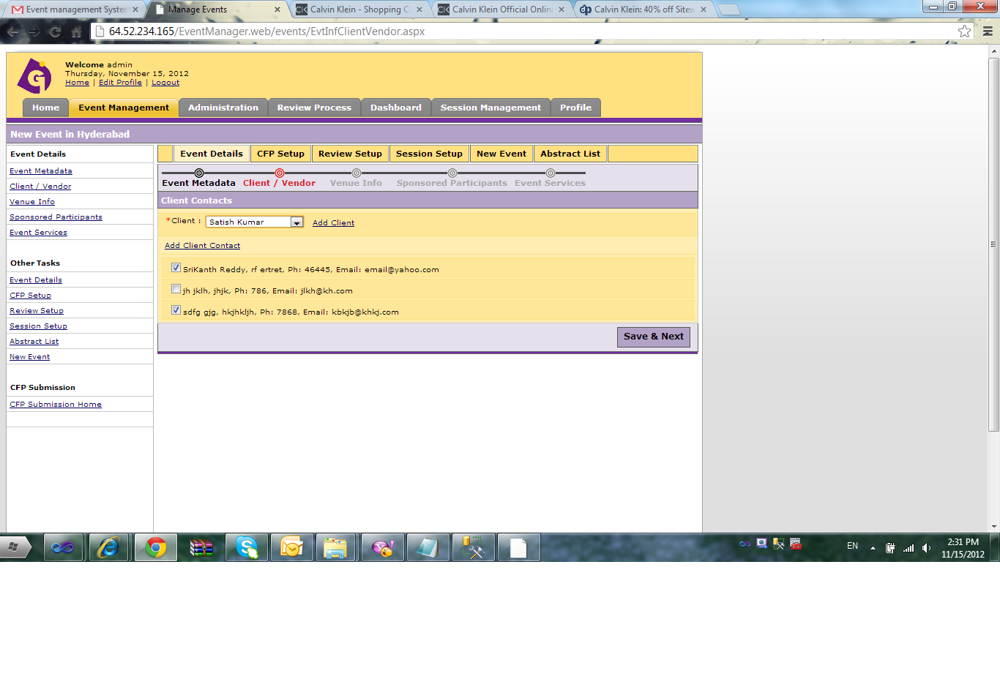 Event management Syste
Manage Events
Calvin Klein - Shopping C
Calvin Klein Official Onlin
Calvin Klein: 40% off Sitew
64.52.234.165/EventManager.web/events/EvtInfClientVendor.aspx
G
Welcome admin
Thursday, November 15, 2012
Home | Edit Profile | Logout
Home Event Management Administration Review Process Dashboard Session Management Profile
New Event in Hyderabad
Event Details
Event Metadata
Client / Vendor
Venue Info
Sponsored Participants
Event Services
Other Tasks
Event Details
CFP Setup
Review Setup
Session Setup
Abstract List
New Event
CFP Submission
CFP Submission Home
Event Details CFP Setup Review Setup Session Setup New Event Abstract List
Event Metadata Client / Vendor Venue Info Sponsored Participants Event Services
Client Contacts
*Client : Satish Kumar Add Client
Add Client Contact
SriKanth Reddy, rf ertret, Ph: 46445, Email: email@yahoo.com
jh jklh, jhjk, Ph: 786, Email: jlkh@kh.com
sdfg gjg, hkjhkljh, Ph: 7868, Email: kbkjb@khkj.com
Save & Next
EN
2:31 PM
11/15/2012